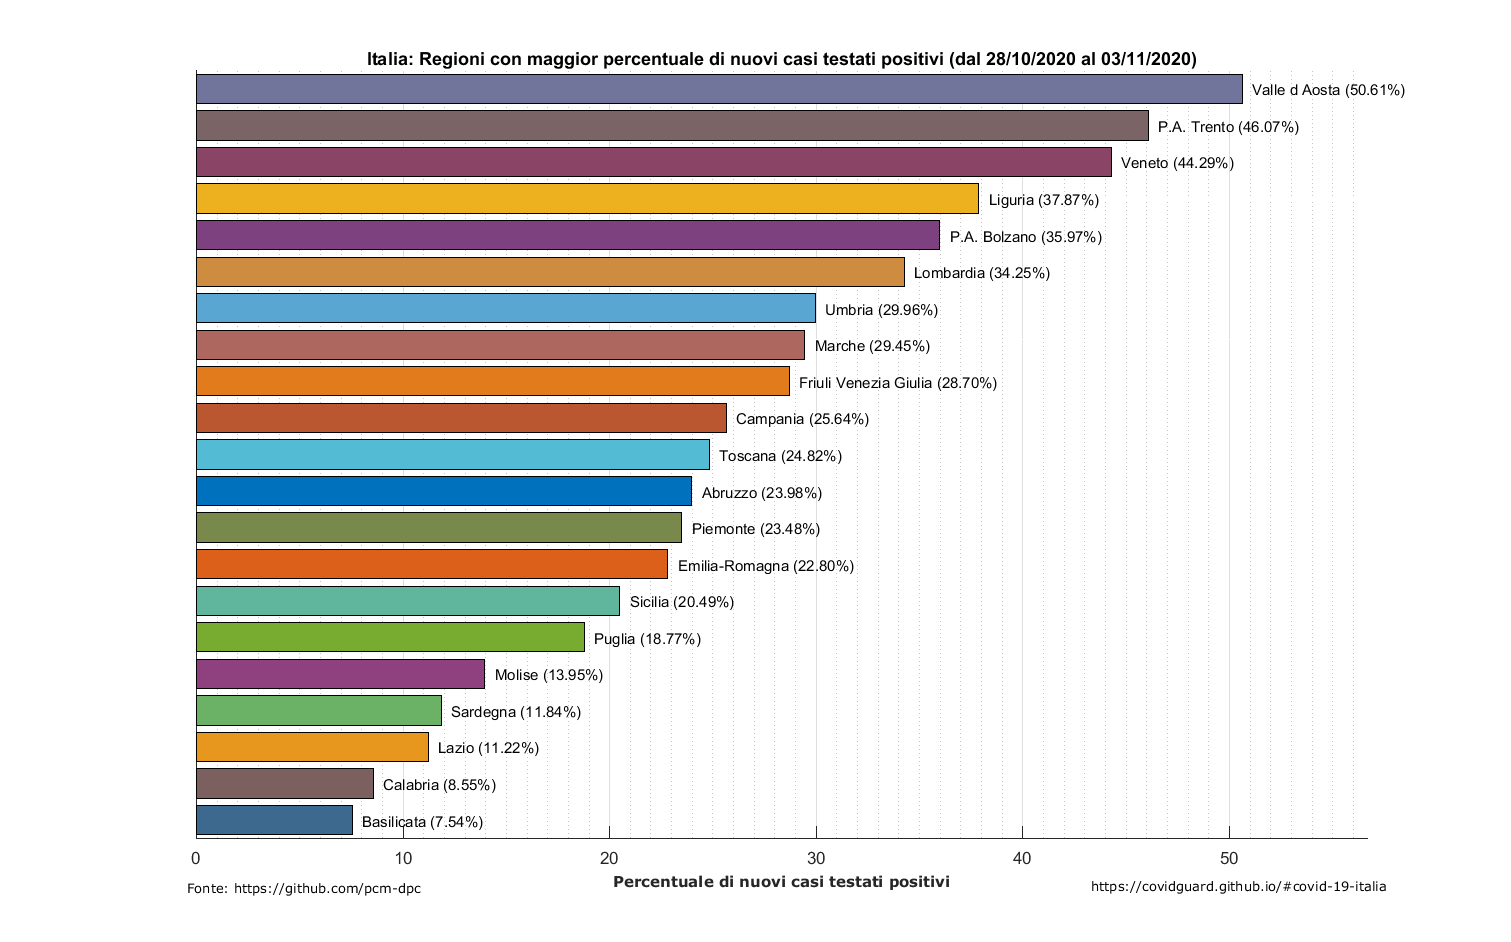 Italia: Regioni con maggior percentuale di nuovi casi testati positivi (dal 28/10/2020 al 03/11/2020)
Valle d Aosta (50.61%)
P.A. Trento (46.07%)
Veneto (44.29%)
Liguria (37.87%)
P.A. Bolzano (35.97%)
Lombardia (34.25%)
Umbria (29.96%)
Marche (29.45%)
Friuli Venezia Giulia (28.70%)
Campania (25.64%)
Toscana (24.82%)
Abruzzo (23.98%)
Piemonte (23.48%)
Emilia-Romagna (22.80%)
Sicilia (20.49%)
Puglia (18.77%)
Molise (13.95%)
Sardegna (11.84%)
Lazio (11.22%)
Calabria (8.55%)
Basilicata (7.54%)
0 10 20 30 40 50
Percentuale di nuovi casi testati positivi
Fonte: https://github.com/pcm-dpc
https://covidguard.github.io/#covid-19-italia